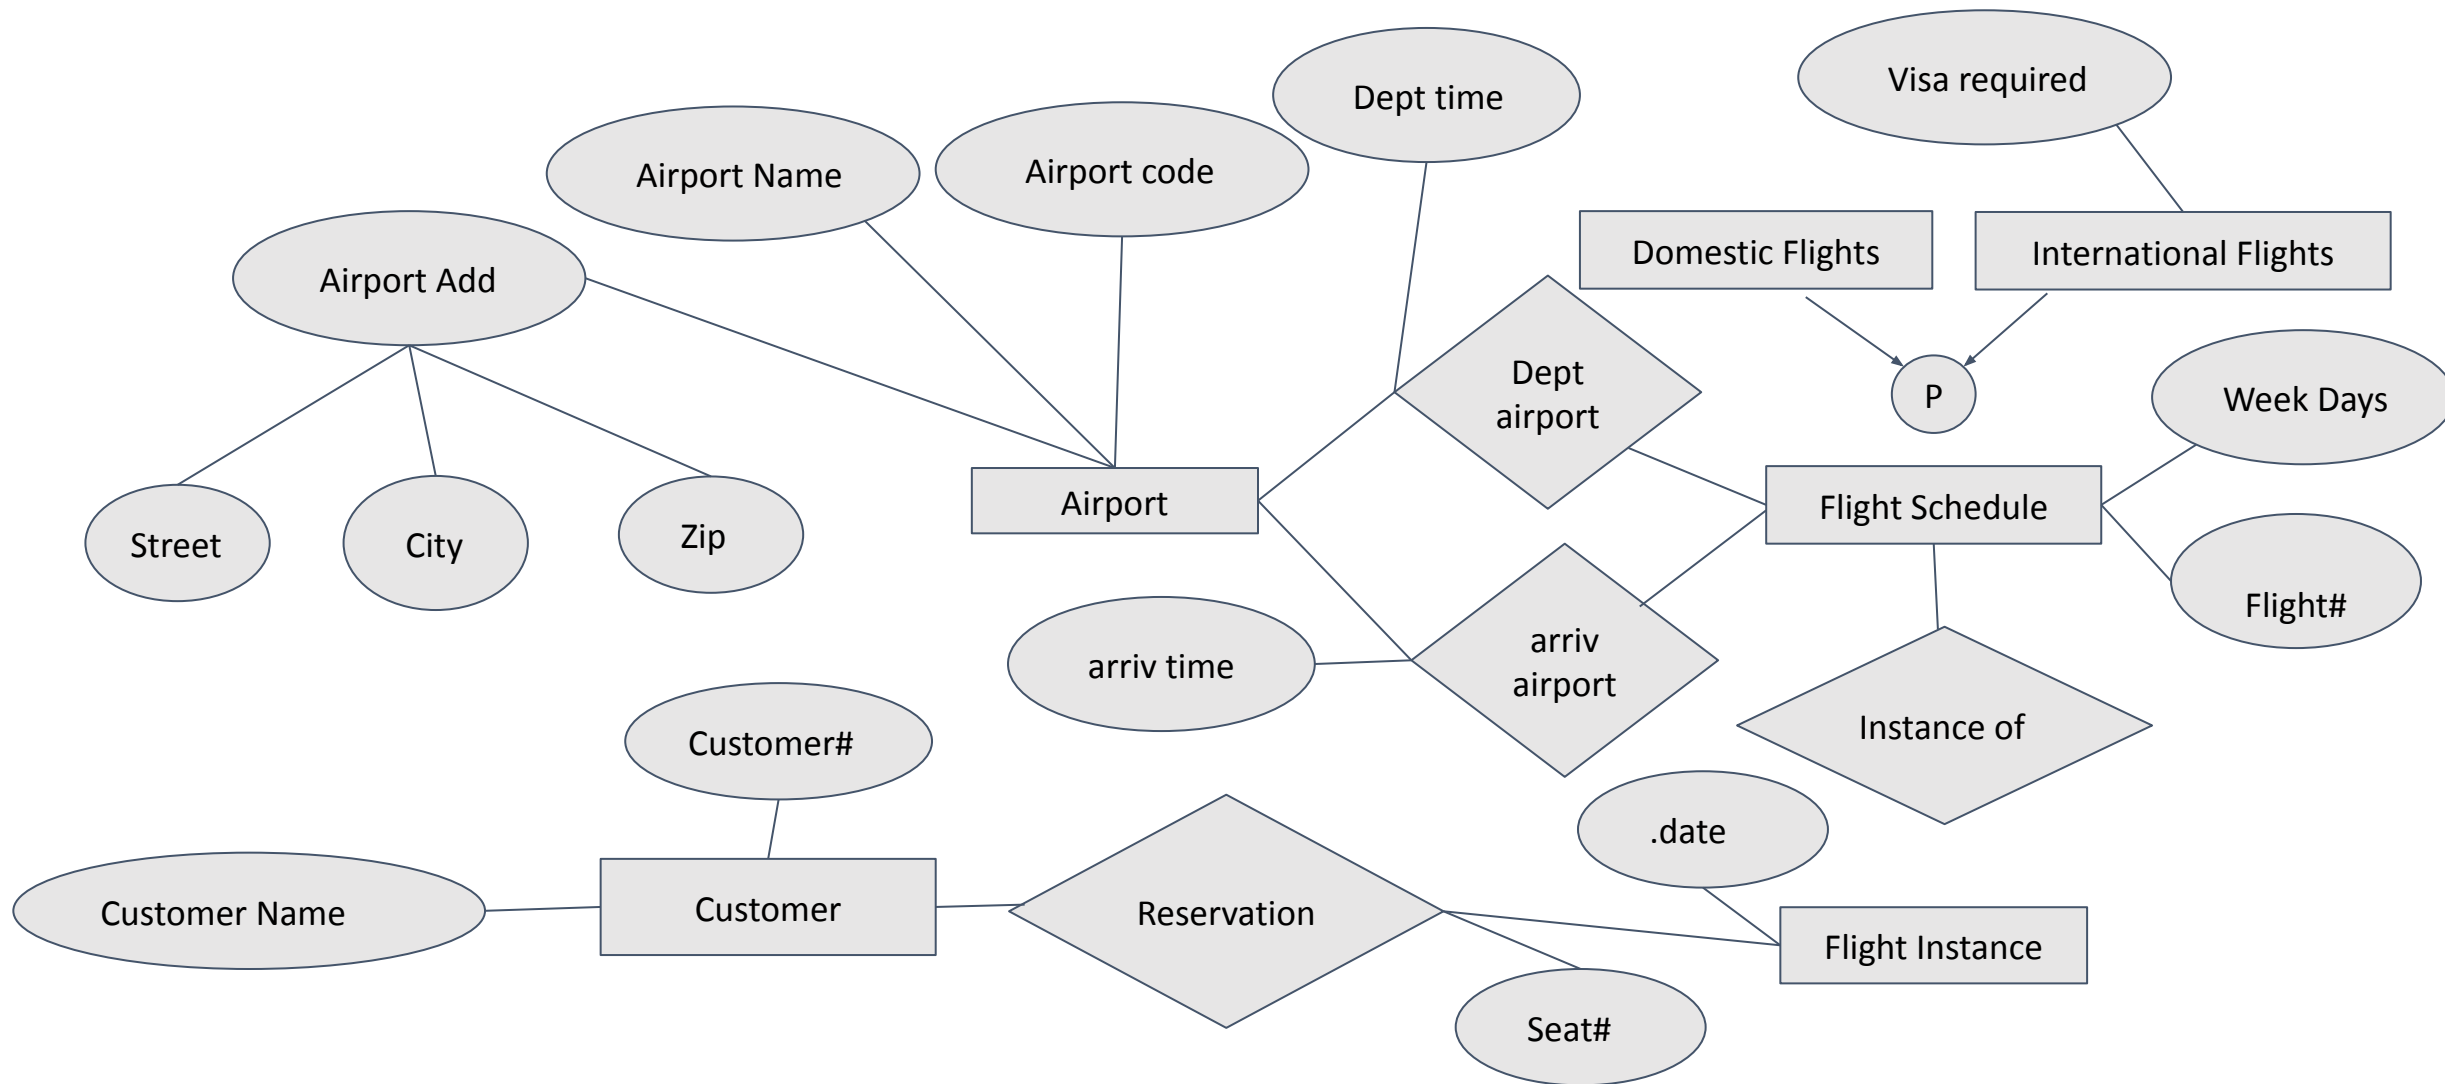 Visa required
Dept time
Airport Name
Airport code
Domestic Flights
International Flights
Airport Add
Dept
airport
P
Week Days
Airport
Flight Schedule
Street
City
Zip
Flight#
arriv time
arriv
airport
Instance of
Customer#
.date
Customer Name
Customer
Reservation
Flight Instance
Seat#